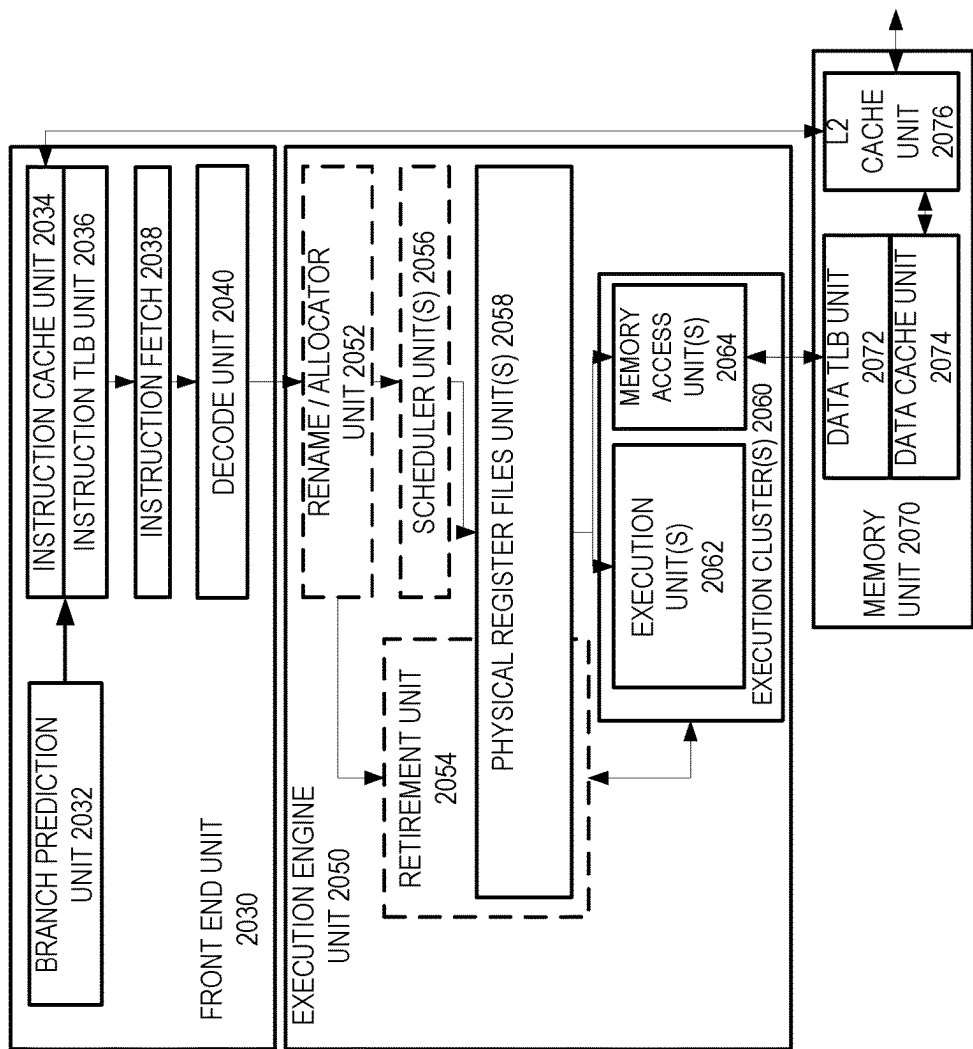 BRANCH PREDICTION
UNIT 2032
INSTRUCTION CACHE UNIT 2034
INSTRUCTION TLB UNIT 2036
INSTRUCTION FETCH 2038
DECODE UNIT 2040
FRONT END UNIT
2030
EXECUTION ENGINE
UNIT 2050
RENAME / ALLOCATOR
UNIT 2052
SCHEDULER UNIT(S) 2056
RETIREMENT UNIT
2054
PHYSICAL REGISTER FILES UNIT(S) 2058
EXECUTION
UNIT(S)
2062
MEMORY
ACCESS
UNIT(S)
2064
EXECUTION CLUSTER(S) 2060
MEMORY
UNIT 2070
DATA TLB UNIT
2072
DATA CACHE UNIT
2074
L2
CACHE
UNIT
2076